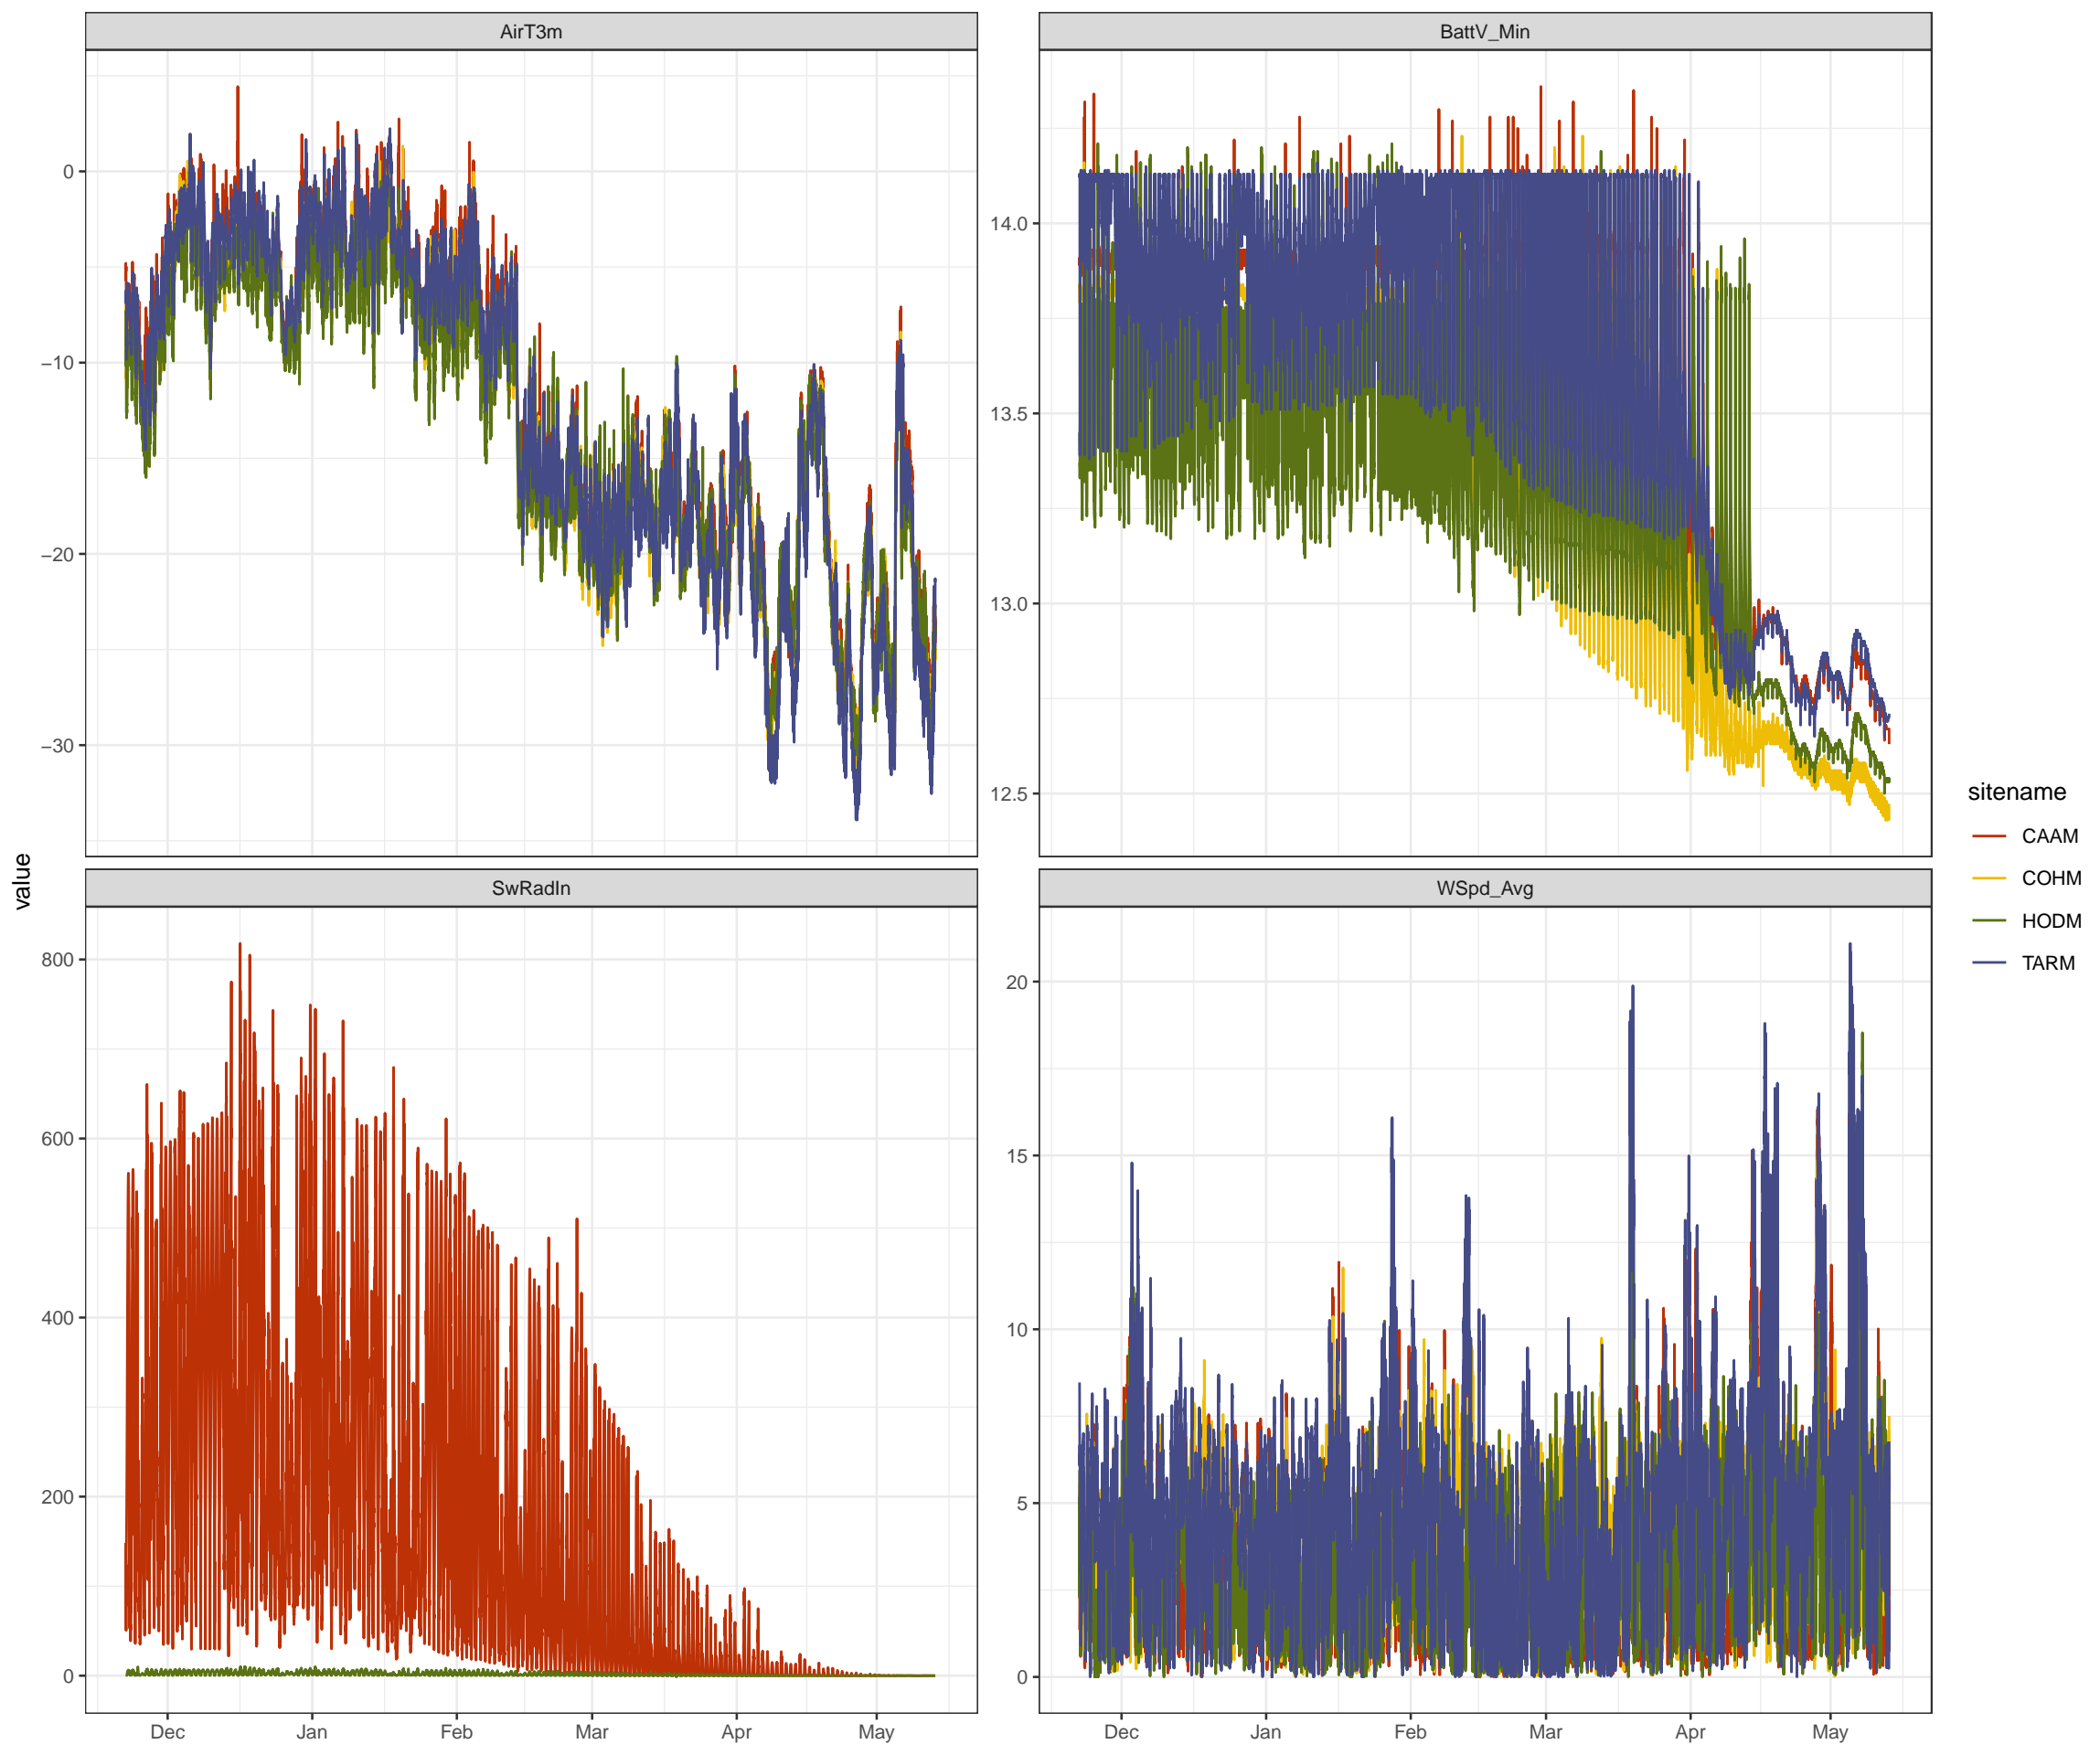 AirT3m
BattV_Min
0
−10
−20
−30
14.0
13.5
13.0
12.5
value
SwRadIn
WSpd_Avg
800
600
400
200
0
20
15
10
5
0
Dec Jan Feb Mar Apr May
Dec Jan Feb Mar Apr May
sitename
CAAM
COHM
HODM
TARM